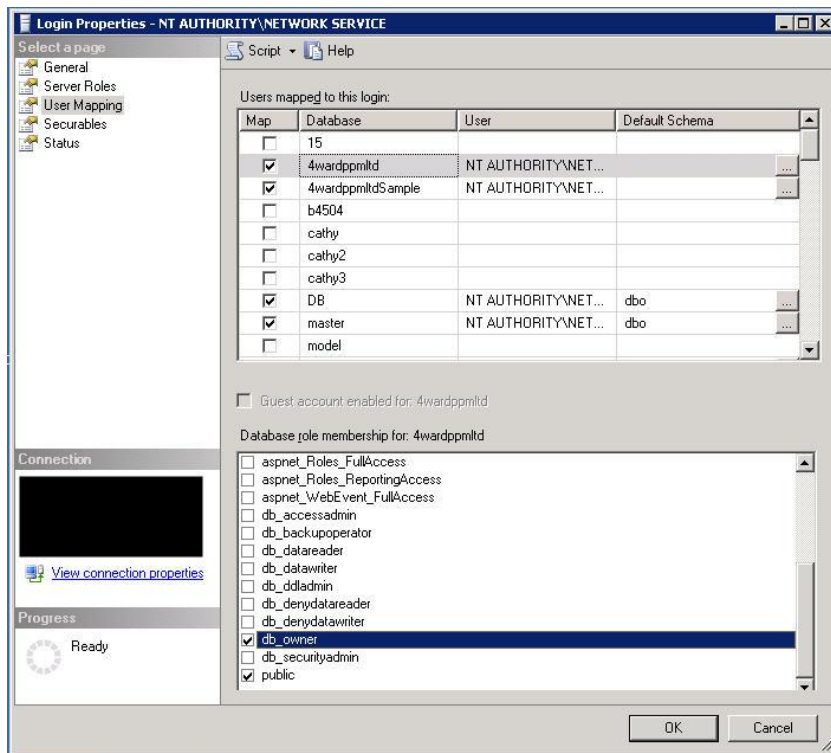 Login Properties - NT AUTHORITY\NETWORK SERVICE
Select a page
General
Server Roles
User Mapping
Securables
Status
Script Help
Users mapped to this login:
Map Database User Default Schema
15
4wardppmltd NT AUTHORITY\NET... ...
4wardppmltdSample NT AUTHORITY\NET... ...
b4504
cathy
cathy2
cathy3
DB NT AUTHORITY\NET... dbo ...
master NT AUTHORITY\NET... dbo ...
model
Guest account enabled for: 4wardppmltd
Database role membership for: 4wardppmltd
aspnet_Roles_FullAccess
aspnet_Roles_ReportingAccess
aspnet_WebEvent_FullAccess
db_accessadmin
db_backupoperator
db_datareader
db_datawriter
db_ddladmin
db_denydatareader
db_denydatawriter
db_owner
db_securityadmin
public
Connection
View connection properties
Progress
Ready
OK Cancel